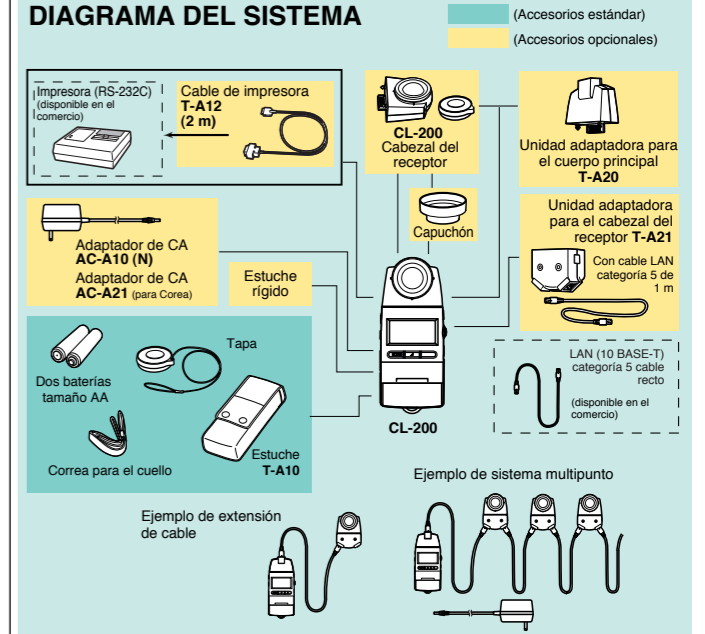 DIAGRAMA DEL SISTEMA
(Accesorios estándar)
(Accesorios opcionales)
Impresora (RS-232C)
(disponible en el
comercio)
Cable de impresora
T-A12
(2 m)
CL-200
Cabezal del
receptor
Unidad adaptadora para
el cuerpo principal
T-A20
Capuchón
Unidad adaptadora
para el cabezal del
receptor T-A21
Con cable LAN
categoría 5 de
1 m
Adaptador de CA
AC-A10 (N)
Adaptador de CA
AC-A21 (para Corea)
Estuche
rígido
Dos baterías
tamaño AA
Tapa
Correa para el cuello
Estuche
T-A10
CL-200
LAN (10 BASE-T)
categoría 5 cable
recto
(disponible en el
comercio)
Ejemplo de extensión
de cable
Ejemplo de sistema multipunto